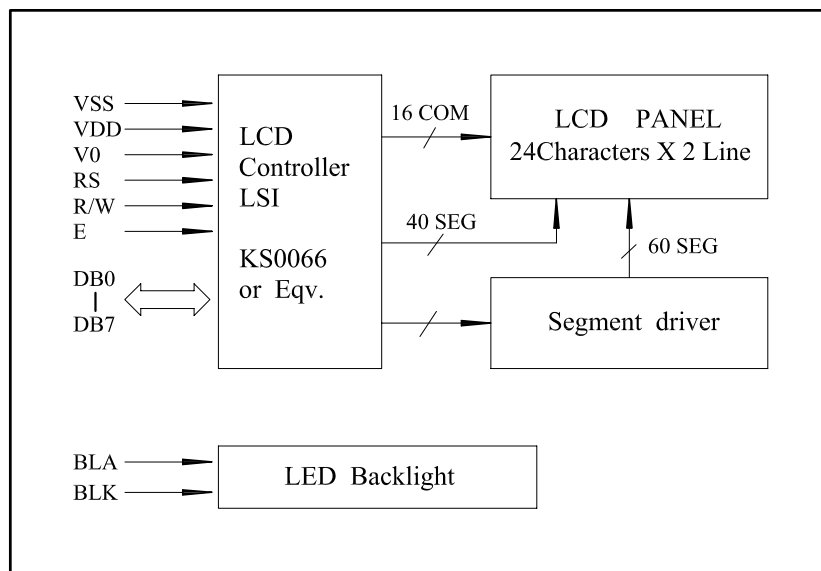 VSS
VDD
V0
RS
R/W
E
DB0
DB7
LCD
Controller
LSI
KS0066
or Eqv.
16 COM
40 SEG
LCD PANEL
24Characters X 2 Line
60 SEG
Segment driver
BLA
BLK
LED Backlight